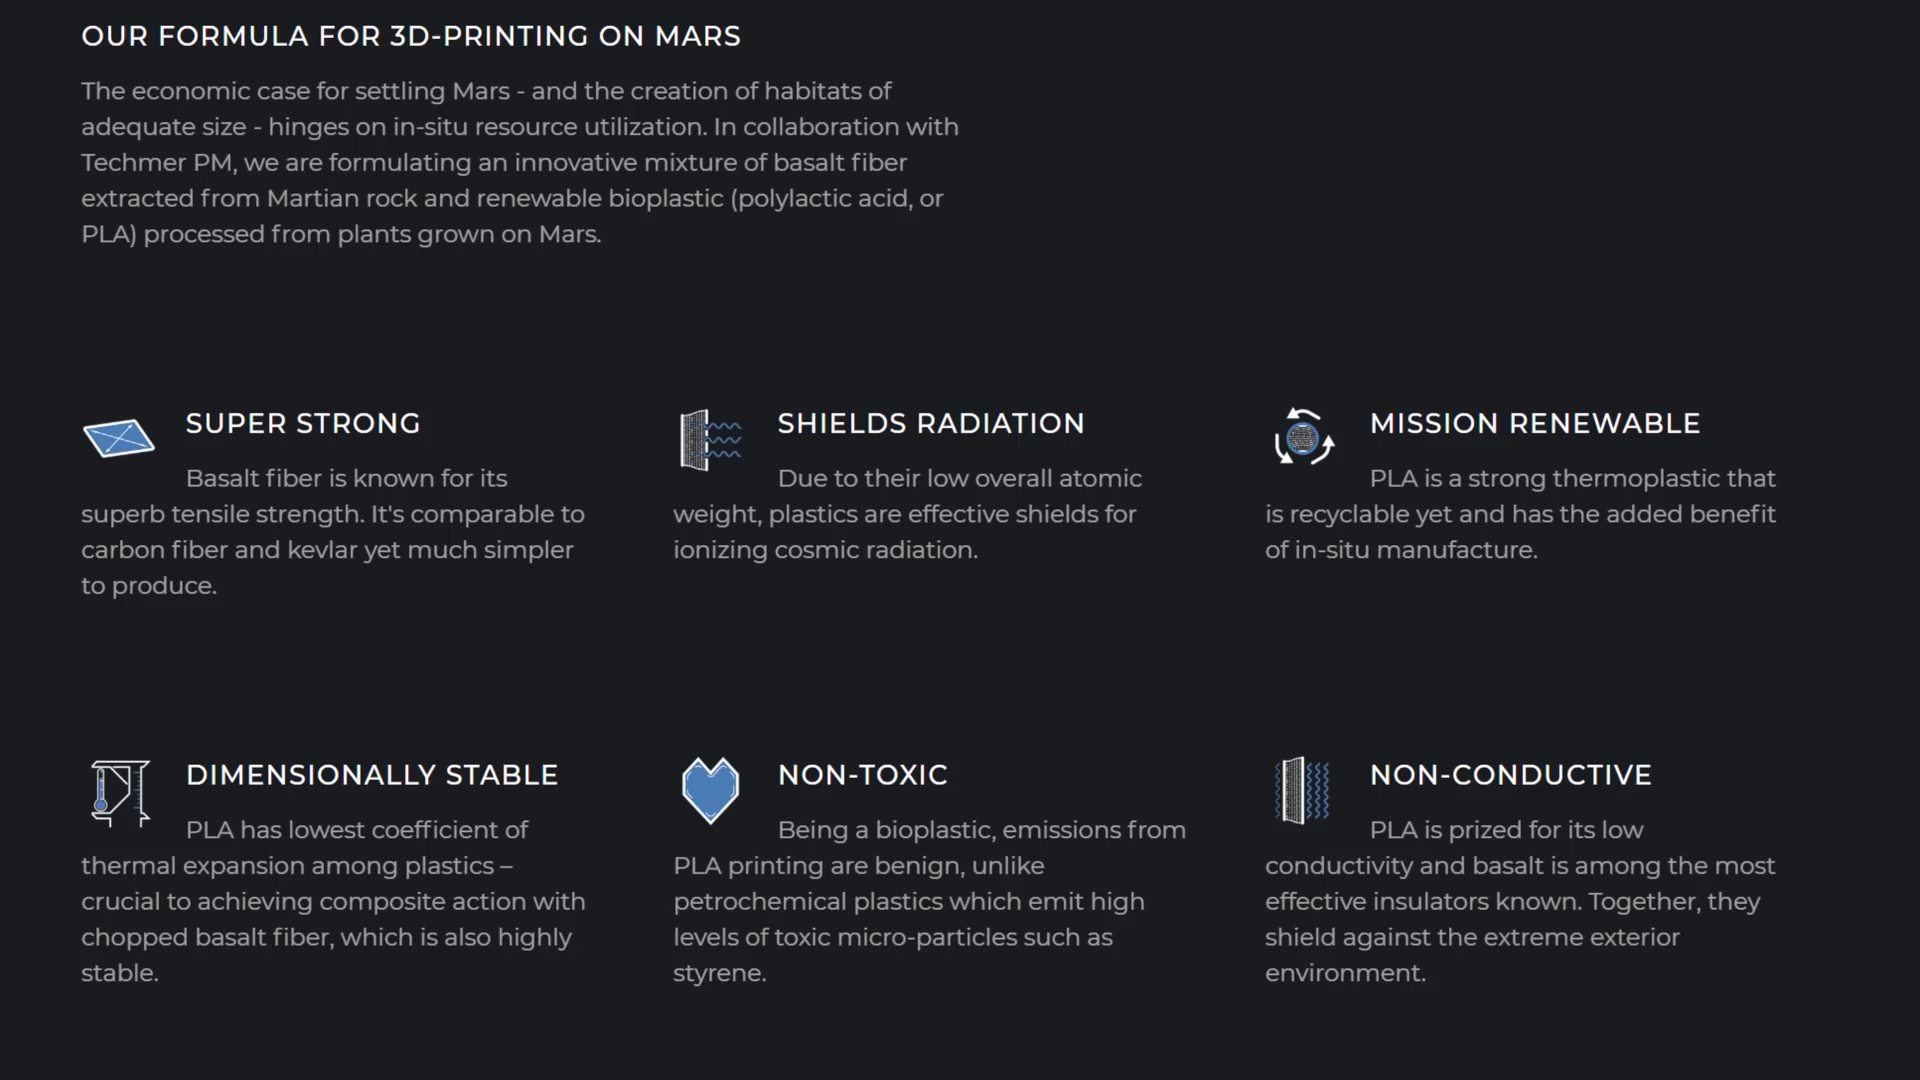 OUR FORMULA FOR 3D-PRINTING ON MARS
The economic case for settling Mars - and the creation of habitats of
adequate size - hinges on in-situ resource utilization. In collaboration with
Techmer PM, we are formulating an innovative mixture of basalt fiber
extracted from Martian rock and renewable bioplastic (polylactic acid, or
PLA) processed from plants grown on Mars.
SUPER STRONG
Basalt fiber is known for its
superb tensile strength. It's comparable to
carbon fiber and kevlar yet much simpler
to produce.
SHIELDS RADIATION
Due to their low overall atomic
weight, plastics are effective shields for
ionizing cosmic radiation.
MISSION RENEWABLE
PLA is a strong thermoplastic that
is recyclable yet and has the added benefit
of in-situ manufacture.
DIMENSIONALLY STABLE
PLA has lowest coefficient of
thermal expansion among plastics –
crucial to achieving composite action with
chopped basalt fiber, which is also highly
stable.
NON-TOXIC
Being a bioplastic, emissions from
PLA printing are benign, unlike
petrochemical plastics which emit high
levels of toxic micro-particles such as
styrene.
NON-CONDUCTIVE
PLA is prized for its low
conductivity and basalt is among the most
effective insulators known. Together, they
shield against the extreme exterior
environment.